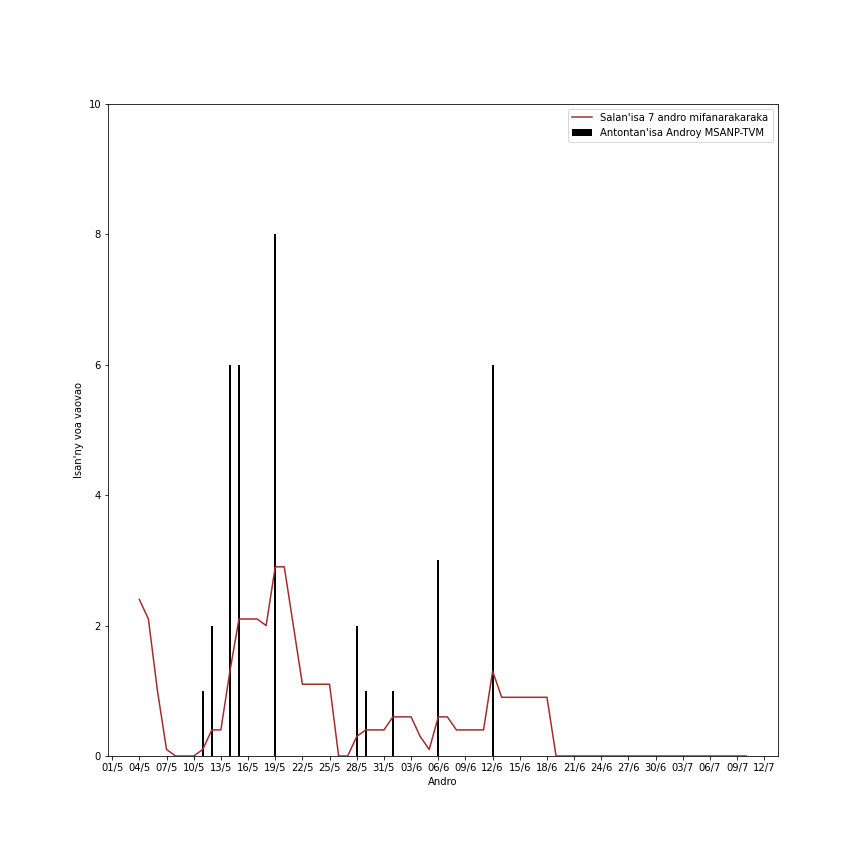 Salan'isa 7 andro mifanarakaraka
Antontan'isa Androy MSANP-TVM
10
8
6
4
2
0
Isan'ny voa vaovao
01/5 04/5 07/5 10/5 13/5 16/5 19/5 22/5 25/5 28/5 31/5 03/6 06/6 09/6 12/6 15/6 18/6 21/6 24/6 27/6 30/6 03/7 06/7 09/7 12/7
Andro